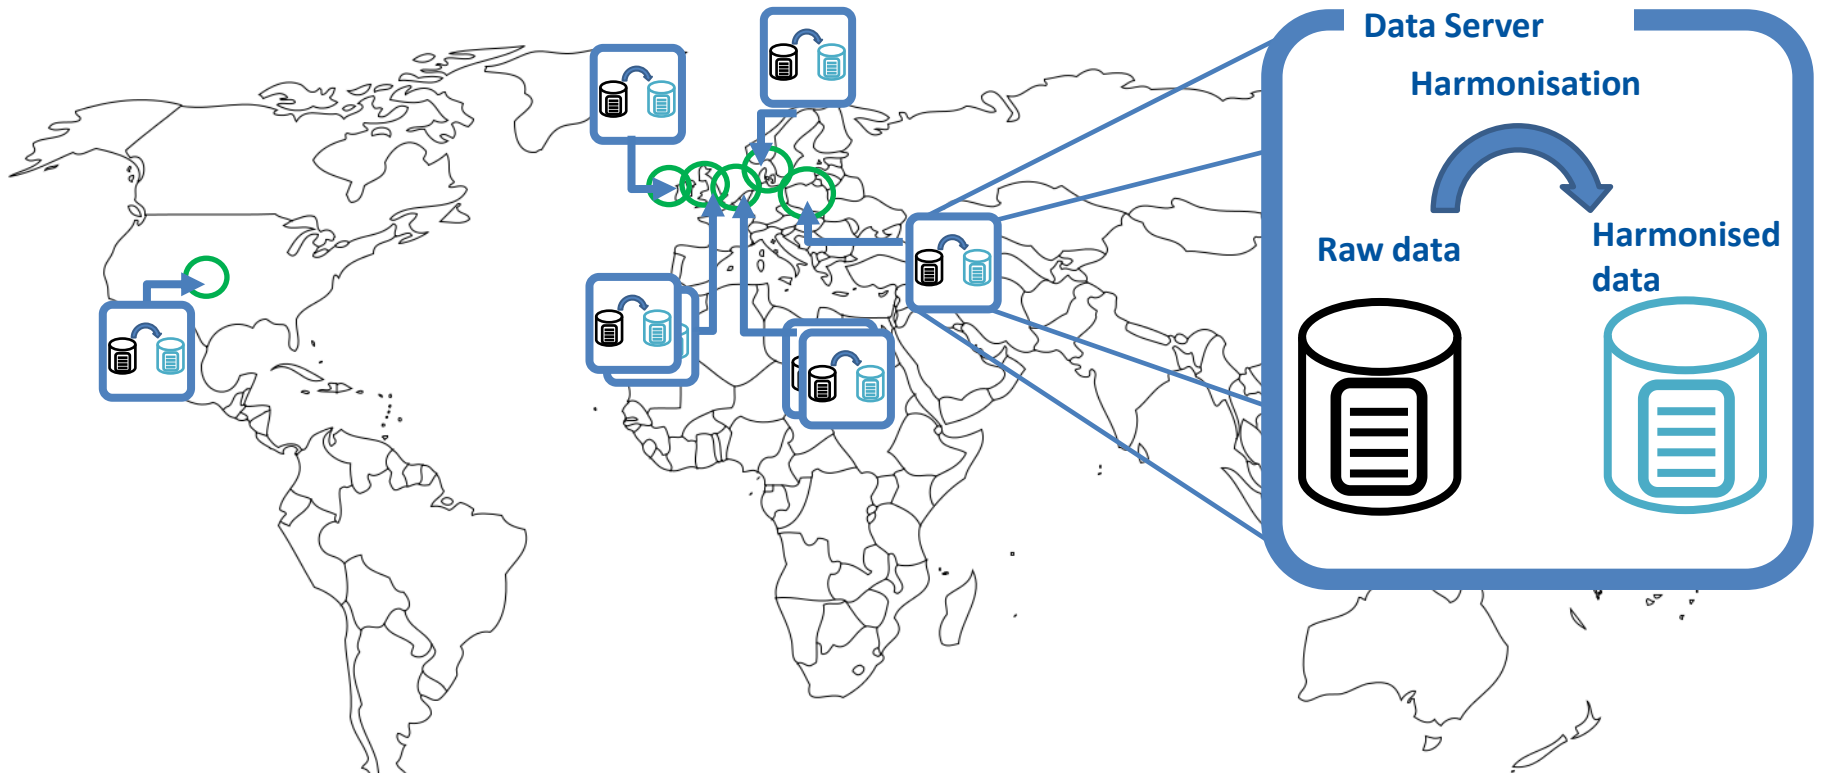 Data Server
Harmonisation
Raw data
Harmonised
data